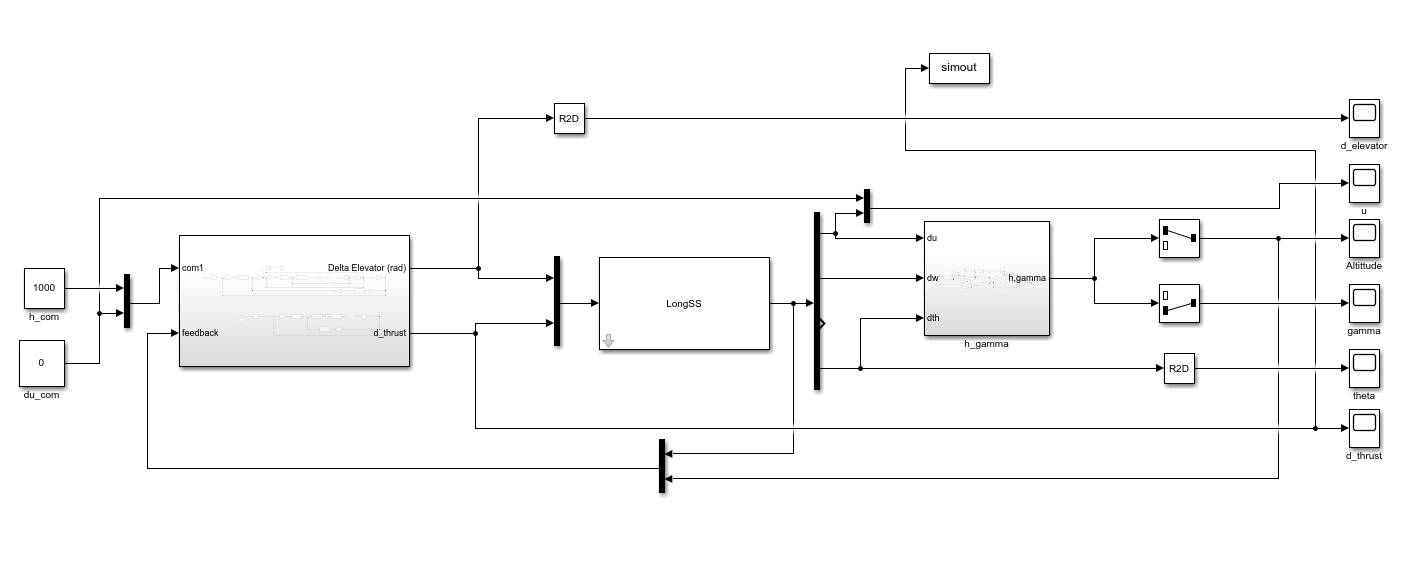 simout
R2D
d_elevator
u
com1
Delta Elevator (rad)
feedback
d_thrust
1000
h_com
0
du_com
LongSS
du
dw
dth
h,gamma
h_gamma
Altittude
gamma
R2D
theta
d_thrust